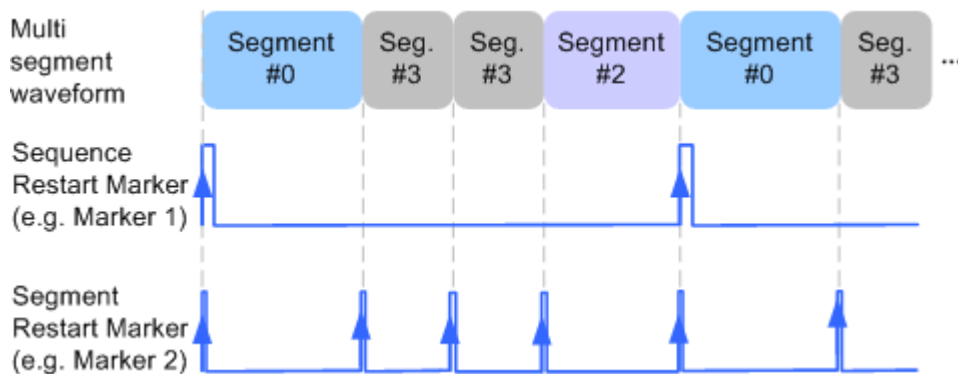 Multi
segment
waveform
Segment
#0
Seg.
#3
Seg.
#3
Segment
#2
Segment
#0
Seg.
#3
...
Sequence
Restart Marker
(e.g. Marker 1)
Segment
Restart Marker
(e.g. Marker 2)